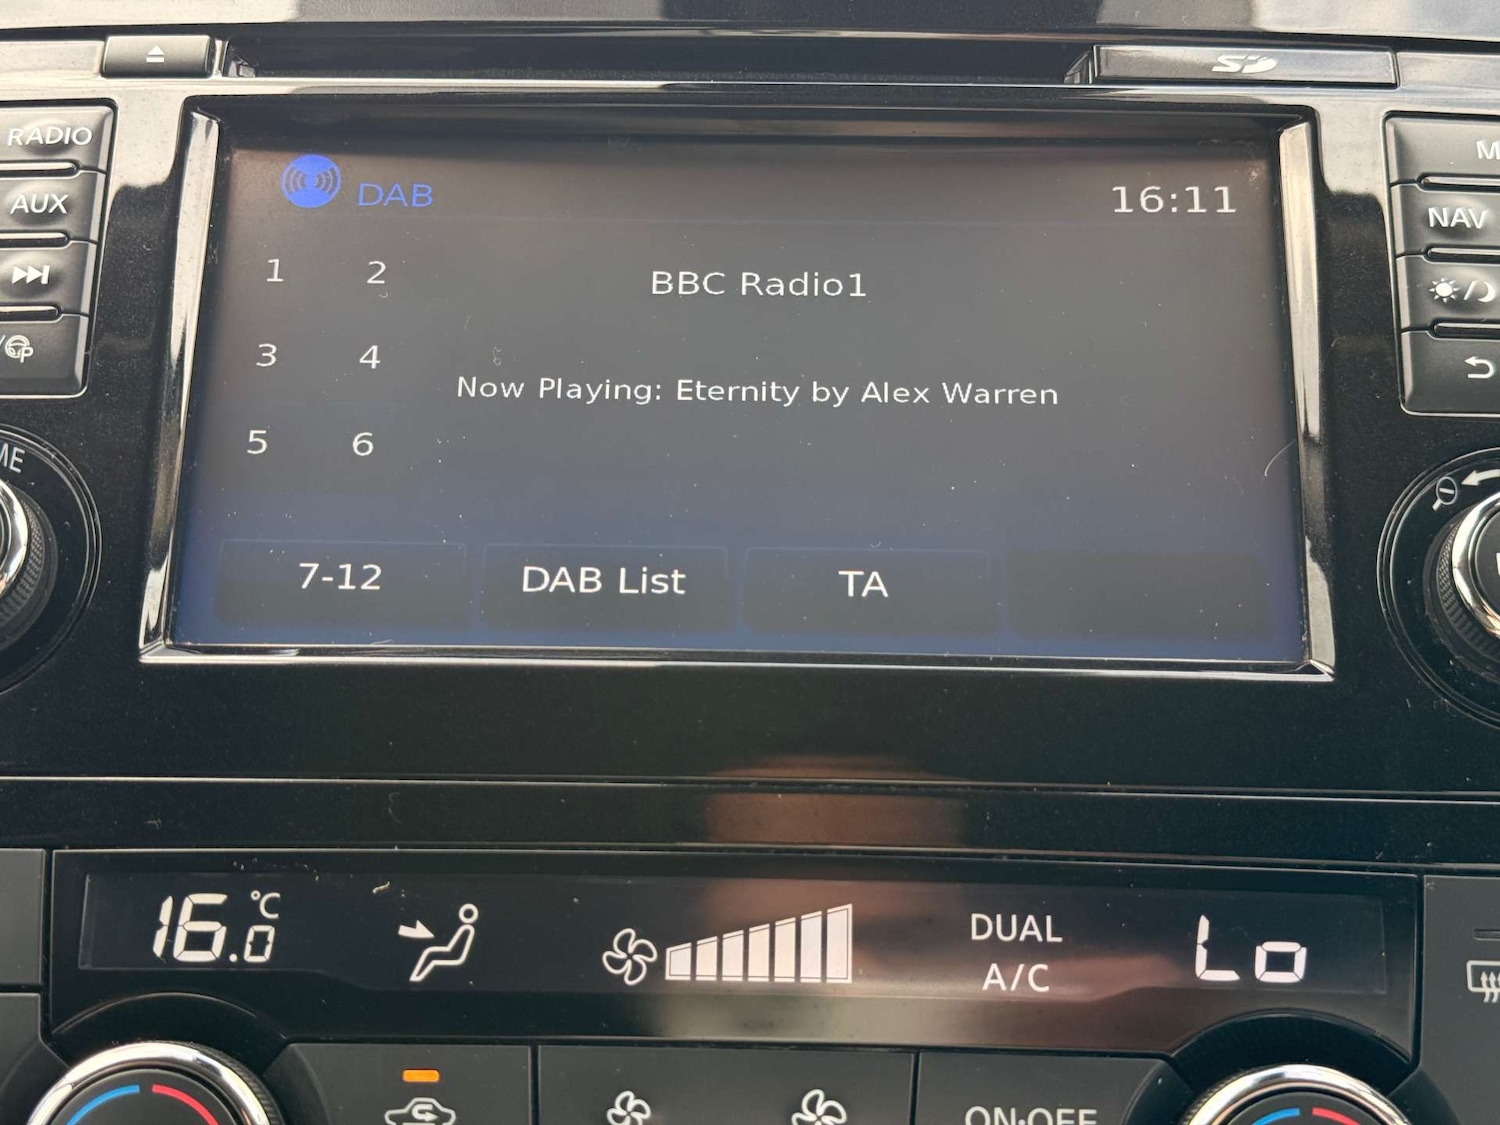 RADIO
AUX
DAB
16:11
1 2
BBC Radio1
3 4
Now Playing: Eternity by Alex Warren
5 6
7-12
DAB List
TA
NAV
16.0 °C
DUAL
A/C
Lo
ON·OFF